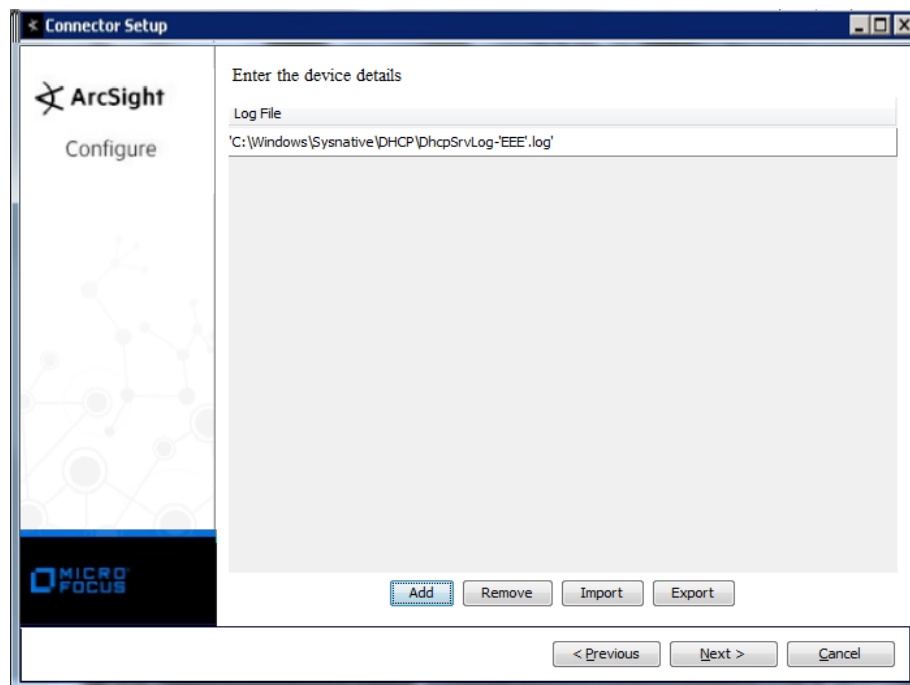 Connector Setup
ArcSight
Configure
Enter the device details
Log File
'C:\Windows\Sysnative\DHCP\DhcpSrvLog-'EEE'.log'
MICRO
FOCUS
Add Remove Import Export
< Previous Next > Cancel